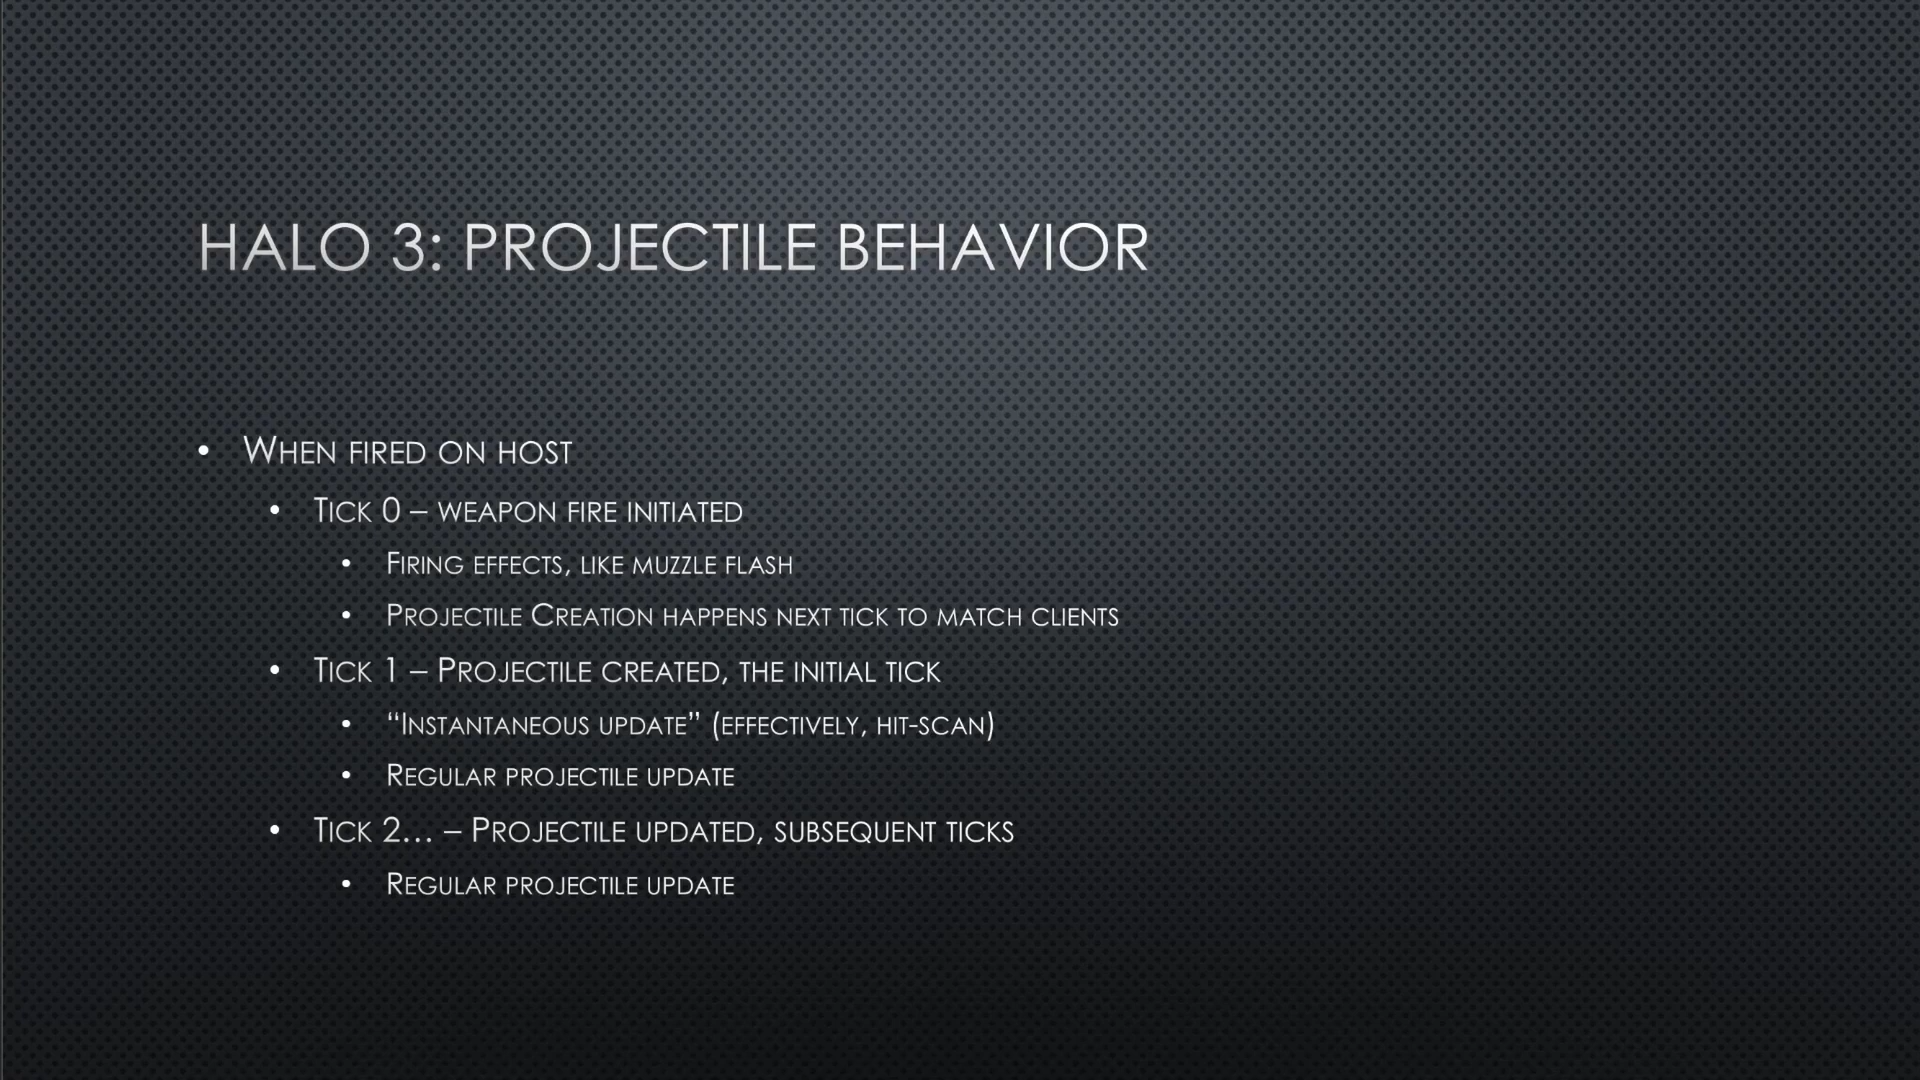 HALO 3: PROJECTILE BEHAVIOR
• WHEN FIRED ON HOST
• TICK 0 – WEAPON FIRE INITIATED
• FIRING EFFECTS, LIKE MUZZLE FLASH
• PROJECTILE CREATION HAPPENS NEXT TICK TO MATCH CLIENTS
• TICK 1 – PROJECTILE CREATED, THE INITIAL TICK
• “INSTANTANEOUS UPDATE” (EFFECTIVELY, HIT-SCAN)
• REGULAR PROJECTILE UPDATE
• TICK 2… – PROJECTILE UPDATED, SUBSEQUENT TICKS
• REGULAR PROJECTILE UPDATE